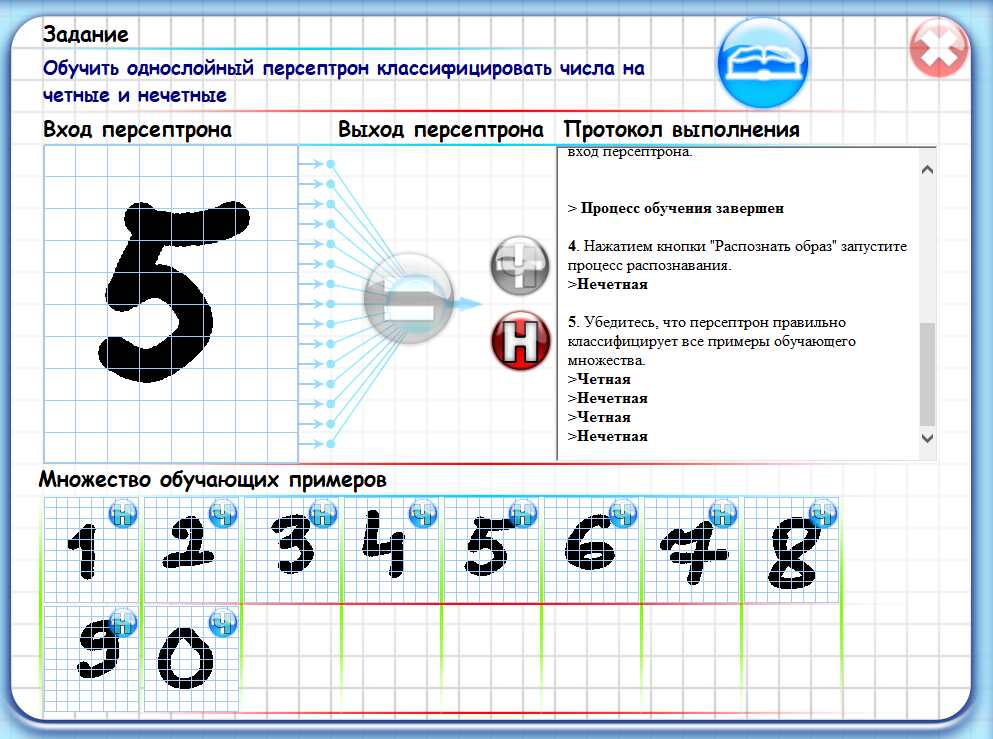 Задание
Обучить однослойный персептрон классифицировать числа на
четные и нечетные
Вход персептрона
Выход персептрона
Протокол выполнения
5
Ч
Н
вход персептрона.
> Процесс обучения завершен
4. Нажатием кнопки "Распознать образ" запустите
процесс распознавания.
>Нечетная
5. Убедитесь, что персептрон правильно
классифицирует все примеры обучающего
множества.
>Четная
>Нечетная
>Четная
>Нечетная
Множество обучающих примеров
1 Н 2 Ч 3 Н 4 Ч 5 Н 6 Ч 7 Н 8 Ч
9 Н 0 Ч